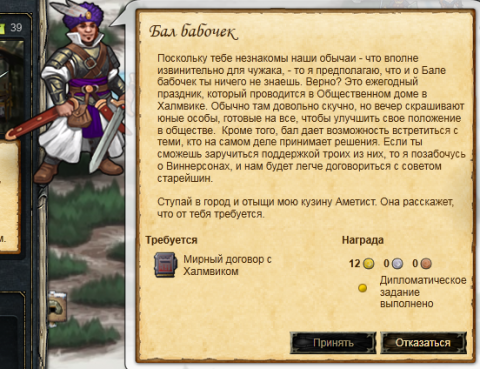 39
Бал бабочек
Поскольку тебе незнакомы наши обычаи - что вполне
извинительно для чужака, - то я предполагаю, что и о Бале
бабочек ты ничего не знаешь. Верно? Это ежегодный
праздник, который проводится в Общественном доме в
Халмвике. Обычно там довольно скучно, но вечер скрашивают
юные особы, готовые на все, чтобы улучшить свое положение
в обществе. Кроме того, бал дает возможность встретиться с
теми, кто на самом деле принимает решения. Если ты
сможешь заручиться поддержкой троих из них, то я позабочусь
о Виннерсонах, и нам будет легче договориться с советом
старейшин.
Ступай в город и отыщи мою кузину Аметист. Она расскажет,
что от тебя требуется.
м.
Требуется
Мирный договор с
Халмвиком
Награда
12 0 0
Дипломатическое
задание
выполнено
Принять
Отказаться